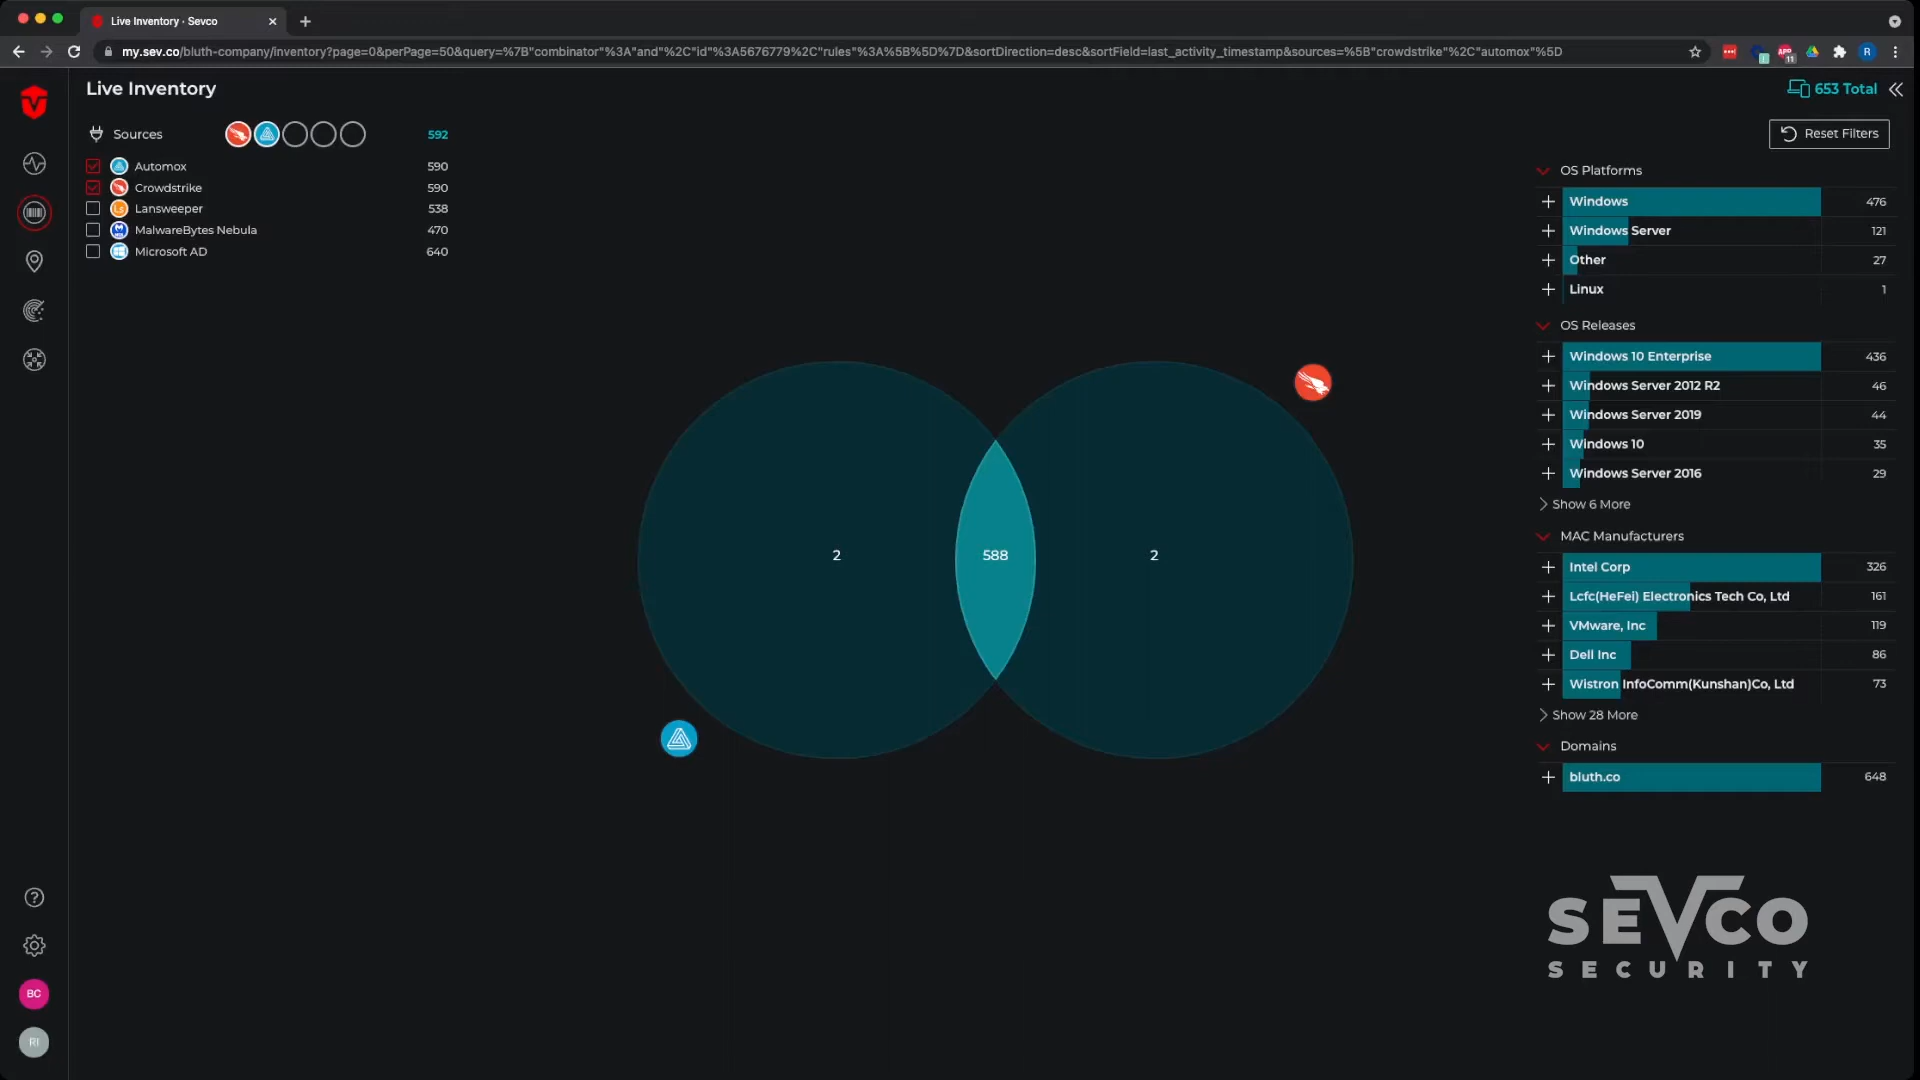 Live Inventory · Sevco
my.sev.co/bluth-company/inventory?page=0&perPage=50&query=%7B"combinator"%3A"and"%2C"id"%3A5676779%2C"rules"%3A%5B%5D%7D&sortDirection=desc&sortField=last_activity_timestamp&sources=%5B"crowdstrike"%2C"automox"%5D
11
R
Live Inventory
653 Total
Sources 592
Reset Filters
Automox 590
Crowdstrike 590
Ls Lansweeper 538
MalwareBytes Nebula 470
Microsoft AD 640
OS Platforms
Windows 476
Windows Server 121
Other 27
Linux 1
OS Releases
Windows 10 Enterprise 436
Windows Server 2012 R2 46
Windows Server 2019 44
Windows 10 35
Windows Server 2016 29
Show 6 More
MAC Manufacturers
Intel Corp 326
Lcfc(HeFei) Electronics Tech Co, Ltd 161
VMware, Inc 119
Dell Inc 86
Wistron InfoComm(Kunshan)Co, Ltd 73
Show 28 More
Domains
bluth.co 648
2
588
2
SEVCO
SECURITY
BC
RI